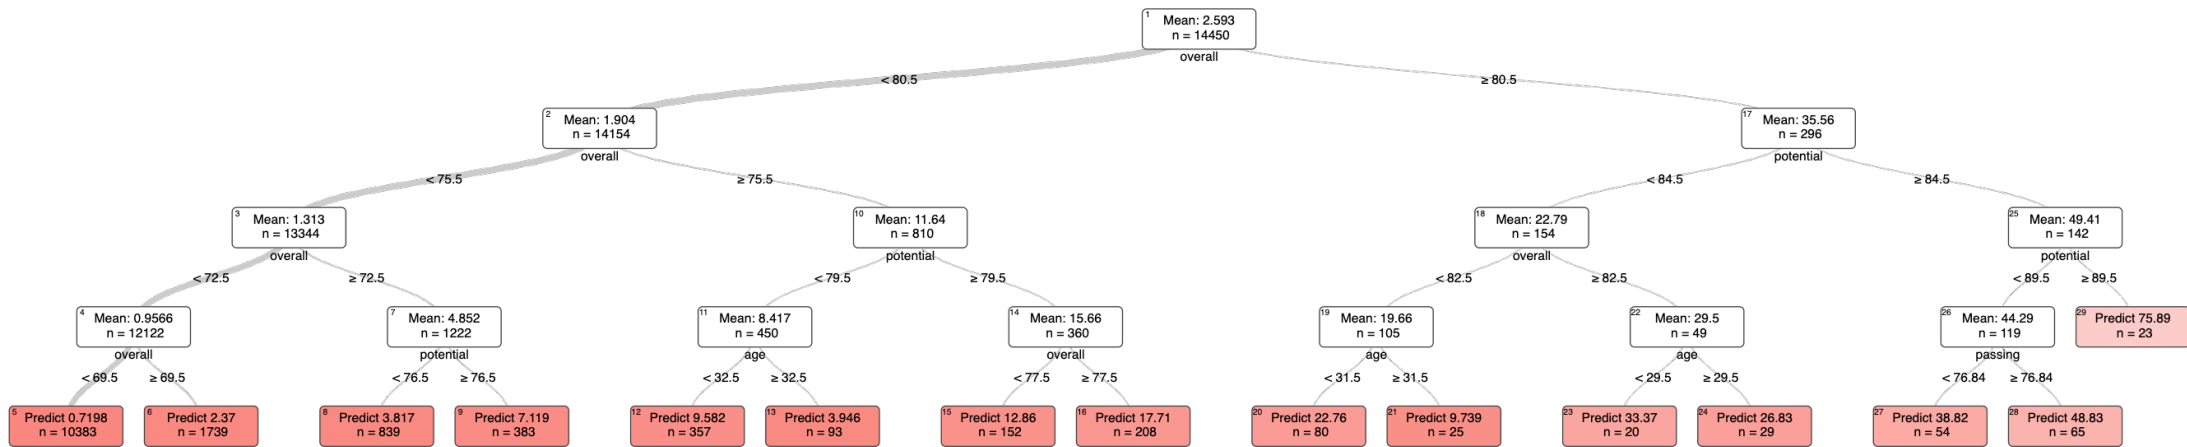 1
Mean: 2.593
n = 14450
overall
< 80.5
≥ 80.5
2
Mean: 1.904
n = 14154
overall
17
Mean: 35.56
n = 296
potential
< 75.5
≥ 75.5
< 84.5
≥ 84.5
3
Mean: 1.313
n = 13344
overall
10
Mean: 11.64
n = 810
potential
18
Mean: 22.79
n = 154
overall
25
Mean: 49.41
n = 142
potential
< 72.5
≥ 72.5
< 79.5
≥ 79.5
< 82.5
≥ 82.5
< 89.5
≥ 89.5
4
Mean: 0.9566
n = 12122
overall
7
Mean: 4.852
n = 1222
potential
11
Mean: 8.417
n = 450
age
14
Mean: 15.66
n = 360
overall
19
Mean: 19.66
n = 105
age
22
Mean: 29.5
n = 49
age
26
Mean: 44.29
n = 119
passing
29
Predict 75.89
n = 23
< 69.5
≥ 69.5
< 76.5
≥ 76.5
< 32.5
≥ 32.5
< 77.5
≥ 77.5
< 31.5
≥ 31.5
< 29.5
≥ 29.5
< 76.84
≥ 76.84
5
Predict 0.7198
n = 10383
6
Predict 2.37
n = 1739
8
Predict 3.817
n = 839
9
Predict 7.119
n = 383
12
Predict 9.582
n = 357
13
Predict 3.946
n = 93
15
Predict 12.86
n = 152
16
Predict 17.71
n = 208
20
Predict 22.76
n = 80
21
Predict 9.739
n = 25
23
Predict 33.37
n = 20
24
Predict 26.83
n = 29
27
Predict 38.82
n = 54
28
Predict 48.83
n = 65